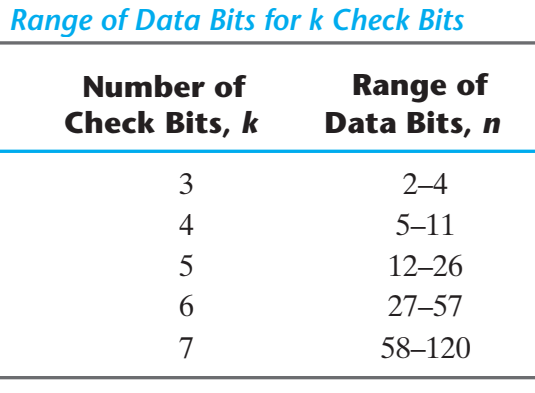 Range of Data Bits for k Check Bits
Number of Check Bits, k Range of Data Bits, n
3 2–4
4 5–11
5 12–26
6 27–57
7 58–120